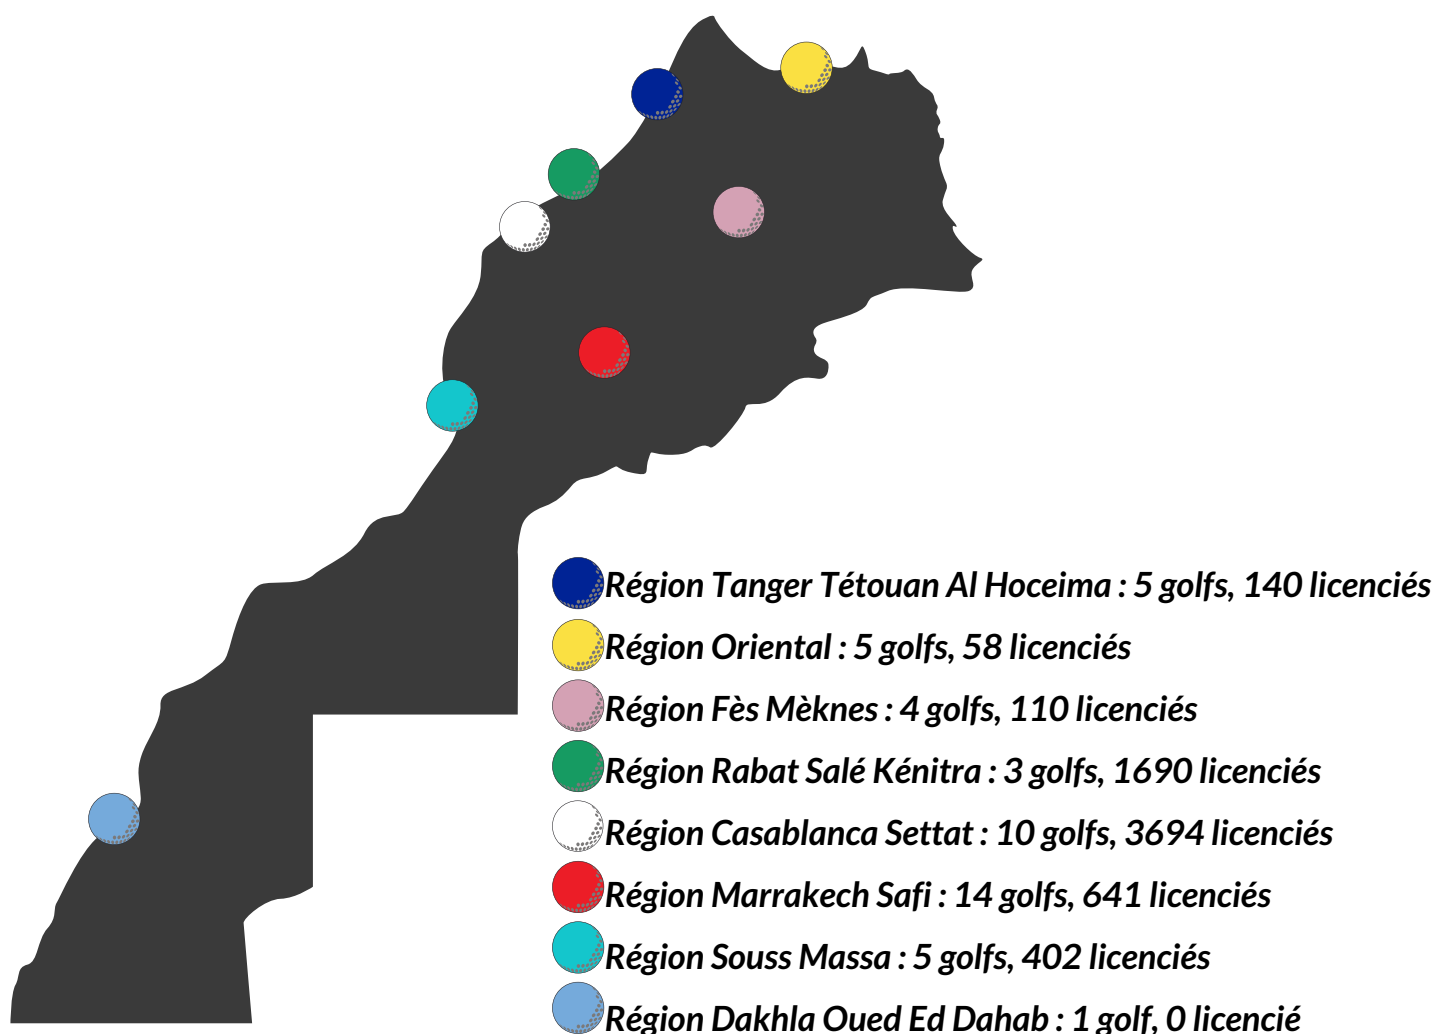 Région Tanger Tétouan Al Hoceima : 5 golfs, 140 licenciés
Région Oriental : 5 golfs, 58 licenciés
Région Fès Mèknes : 4 golfs, 110 licenciés
Région Rabat Salé Kénitra : 3 golfs, 1690 licenciés
Région Casablanca Settat : 10 golfs, 3694 licenciés
Région Marrakech Safi : 14 golfs, 641 licenciés
Région Souss Massa : 5 golfs, 402 licenciés
Région Dakhla Oued Ed Dahab : 1 golf, 0 licencié